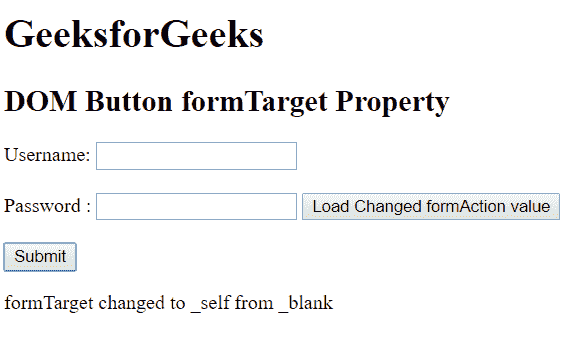 GeeksforGeeks
DOM Button formTarget Property
Username:
Password : Load Changed formAction value
Submit
formTarget changed to _self from _blank